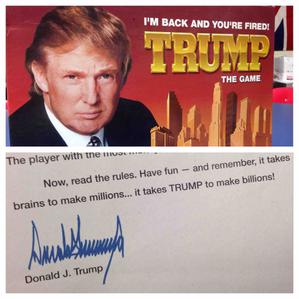 I'M BACK AND YOU'RE FIRED!
TRUMP
THE GAME
The player with the most
Now, read the rules. Have fun — and remember, it takes
brains to make millions... it takes TRUMP to make billions!
Donald J. Trump